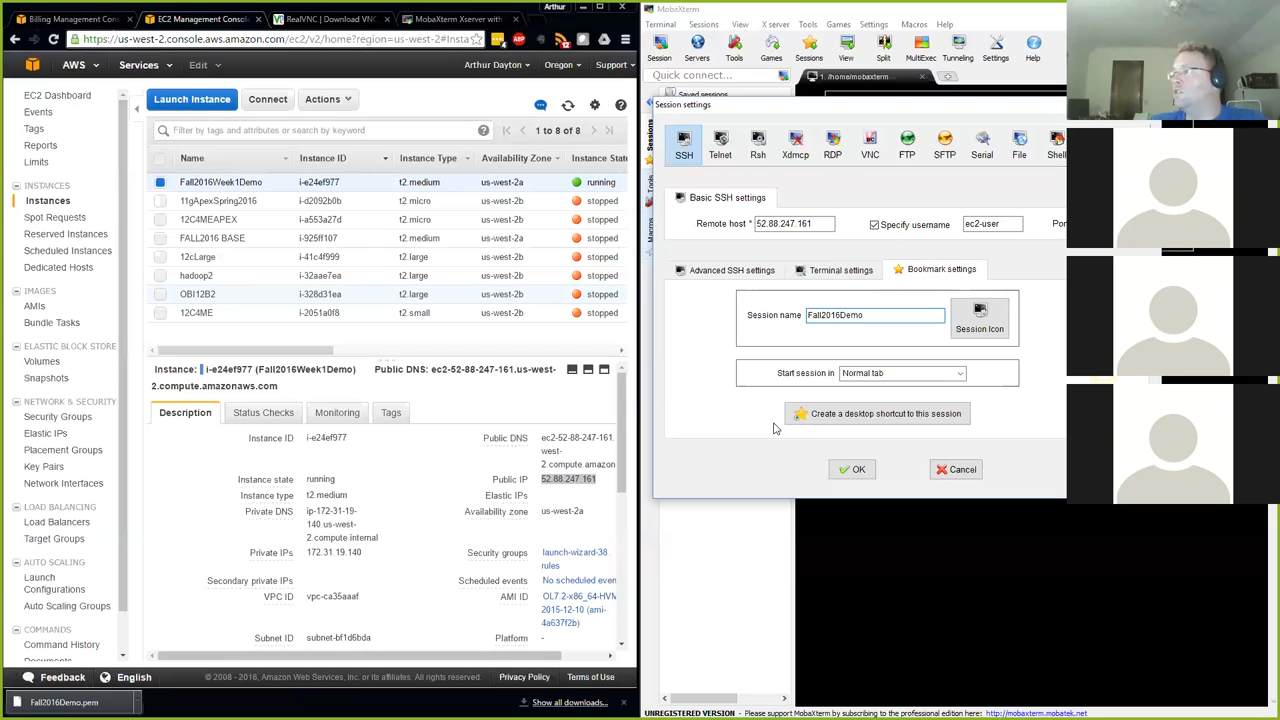 Arthur
Billing Management Cons
EC2 Management Console
RealVNC | Download VNC
MobaXterm Xserver with
https://us-west-2.console.aws.amazon.com/ec2/v2/home?region=us-west-2#Insta
AWS
Services
Edit
Arthur Dayton
Oregon
Support
EC2 Dashboard
Events
Tags
Reports
Limits
INSTANCES
Instances
Spot Requests
Reserved Instances
Scheduled Instances
Dedicated Hosts
IMAGES
AMIs
Bundle Tasks
ELASTIC BLOCK STORE
Volumes
Snapshots
NETWORK & SECURITY
Security Groups
Elastic IPs
Placement Groups
Key Pairs
Network Interfaces
LOAD BALANCING
Load Balancers
Target Groups
AUTO SCALING
Launch
Configurations
Auto Scaling Groups
COMMANDS
Command History
Documents
Launch Instance
Connect
Actions
Filter by tags and attributes or search by keyword
1 to 8 of 8
Name Instance ID Instance Type Availability Zone Instance Stat
Fall2016Week1Demo i-e24ef977 t2.medium us-west-2a running
11gApexSpring2016 i-d2092b0b t2.micro us-west-2b stopped
12C4MEAPEX i-a553a27d t2.micro us-west-2b stopped
FALL2016 BASE i-925ff107 t2.medium us-west-2a stopped
12cLarge i-41c4f999 t2.large us-west-2b stopped
hadoop2 i-32aae7ea t2.large us-west-2b stopped
OBI12B2 i-328d31ea t2.large us-west-2b stopped
12C4ME i-2051a0f8 t2.small us-west-2b stopped
Instance: i-e24ef977 (Fall2016Week1Demo) Public DNS: ec2-52-88-247-161.us-west-
2.compute.amazonaws.com
Description
Status Checks
Monitoring
Tags
Instance ID i-e24ef977
Instance state running
Instance type t2.medium
Private DNS ip-172-31-19-
140.us-west-
2.compute.internal
Private IPs 172.31.19.140
Secondary private IPs
VPC ID vpc-ca35aaaf
Subnet ID subnet-bf1d6bda
Public DNS ec2-52-88-247-161.
west-
2.compute.amazon
Public IP 52.88.247.161
Elastic IPs
Availability zone us-west-2a
Security groups launch-wizard-38.
rules
Scheduled events No scheduled even
AMI ID OL7.2-x86_64-HVM
2015-12-10 (ami-
4a637f2b)
Platform -
Feedback
English
© 2008 - 2016, Amazon Web Services, Inc. or its affiliates. All rights reserved.
Privacy Policy
Terms of Use
Fall2016Demo.pem
Show all downloads...
MobaXterm
Terminal Sessions View X server Tools Games Settings Macros Help
Session Servers Tools Games Sessions View Split MultiExec Tunneling Settings Help
Quick connect...
1. /home/mobaxterm
Saved sessions
Sessions
Tools
Macros
Session settings
SSH Telnet Rsh Xdmcp RDP VNC FTP SFTP Serial File Shell
Basic SSH settings
Remote host * 52.88.247.161
Specify username ec2-user
Por
Advanced SSH settings
Terminal settings
Bookmark settings
Session name Fall2016Demo
Session Icon
Start session in Normal tab
Create a desktop shortcut to this session
OK
Cancel
UNREGISTERED VERSION - Please support MobaXterm by subscribing to the professional edition here: http://mobaxterm.mobatek.net